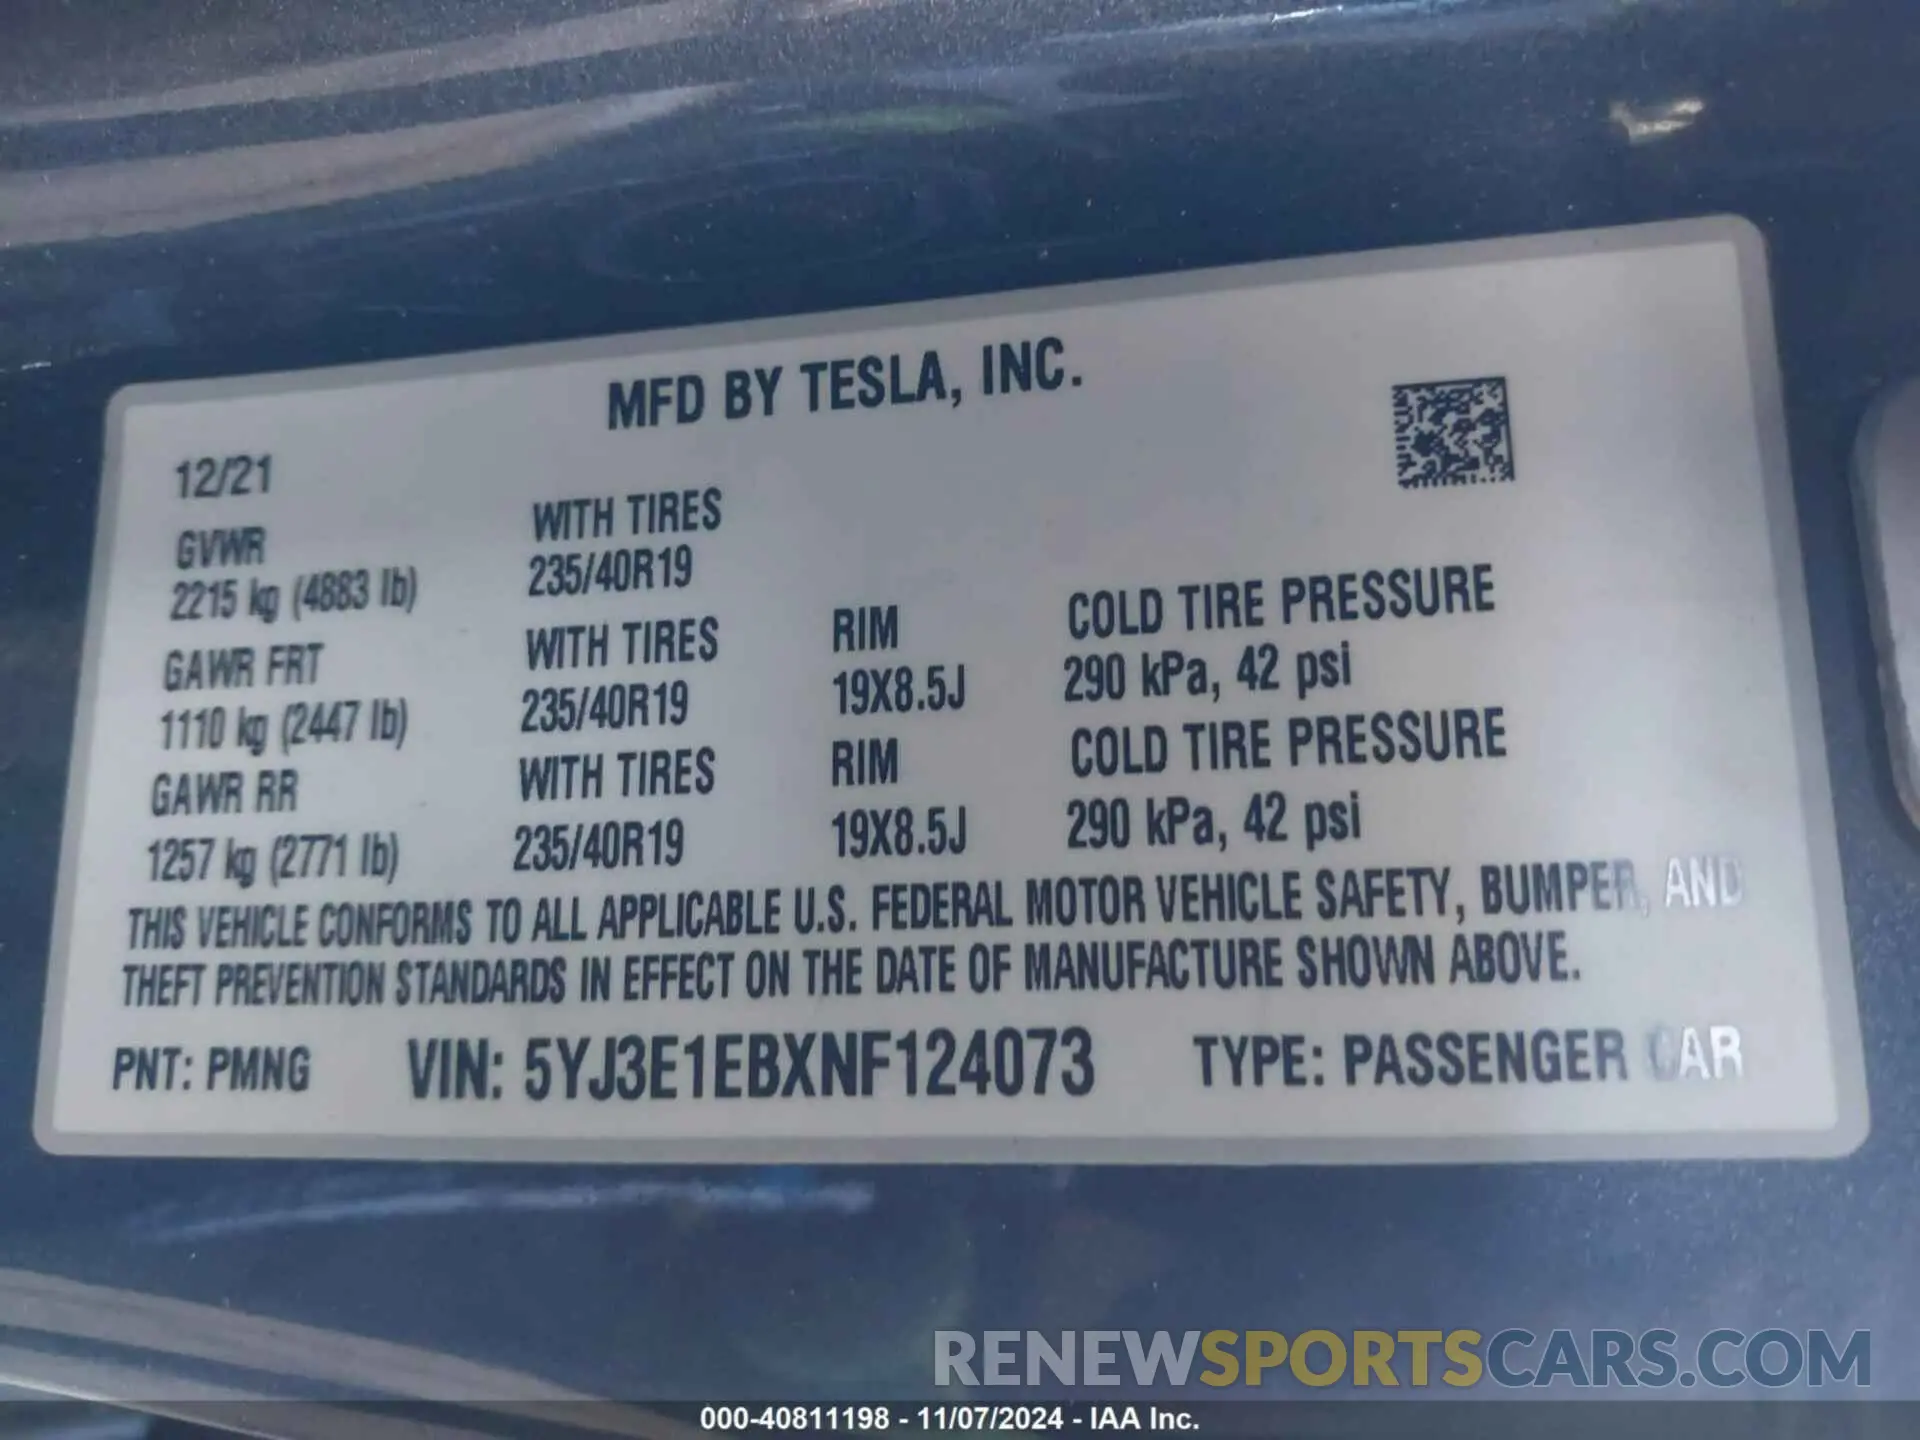 MFD BY TESLA, INC.
12/21
GVWR WITH TIRES
2215 kg (4883 lb) 235/40R19
GAWR FRT WITH TIRES RIM COLD TIRE PRESSURE
1110 kg (2447 lb) 235/40R19 19X8.5J 290 kPa, 42 psi
GAWR RR WITH TIRES RIM COLD TIRE PRESSURE
1257 kg (2771 lb) 235/40R19 19X8.5J 290 kPa, 42 psi
THIS VEHICLE CONFORMS TO ALL APPLICABLE U.S. FEDERAL MOTOR VEHICLE SAFETY, BUMPER, AND
THEFT PREVENTION STANDARDS IN EFFECT ON THE DATE OF MANUFACTURE SHOWN ABOVE.
PNT: PMNG VIN: 5YJ3E1EBXNF124073 TYPE: PASSENGER CAR
RENEWSPORTSCARS.COM
000-40811198 - 11/07/2024 - IAA Inc.